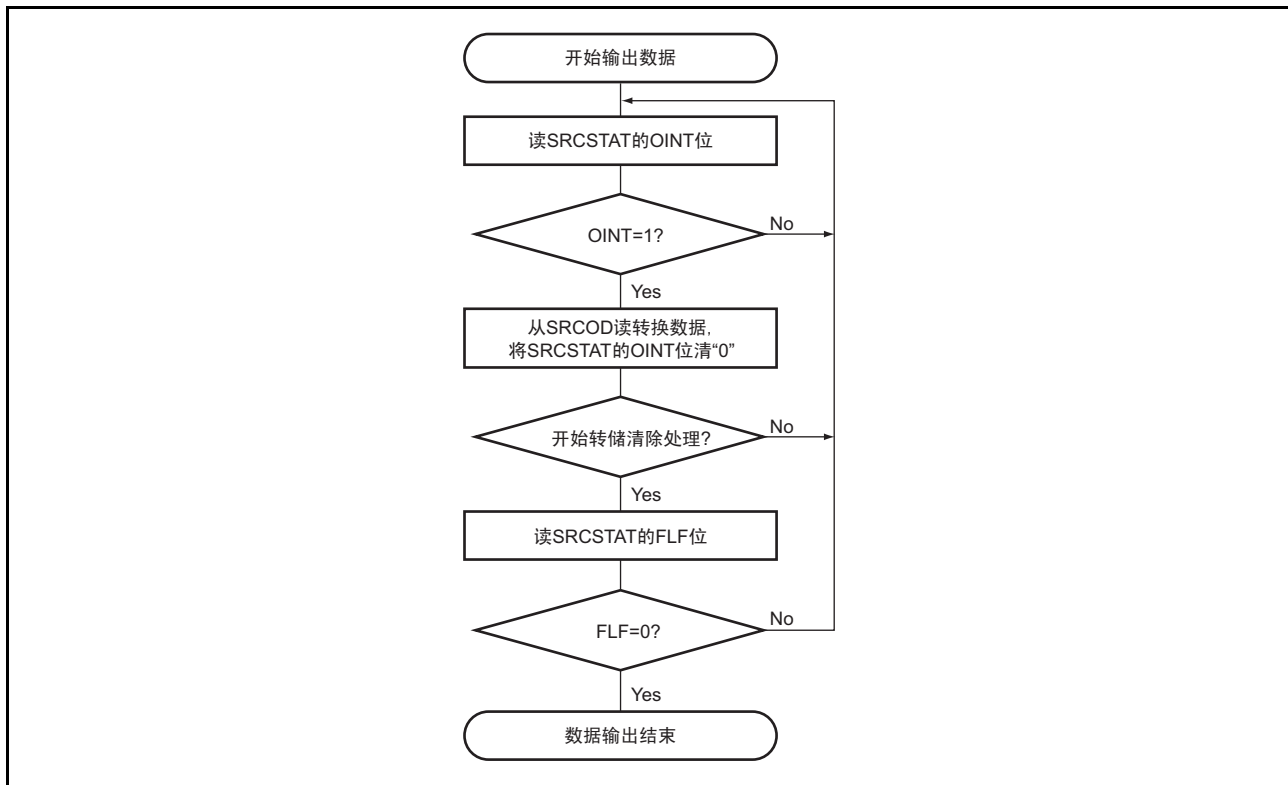 开始输出数据
读SRCSTAT的OINT位
OINT=1?
No
Yes
从SRCOD读转换数据,
将SRCSTAT的OINT位清“0”
开始转储清除处理?
No
Yes
读SRCSTAT的FLF位
FLF=0?
No
Yes
数据输出结束